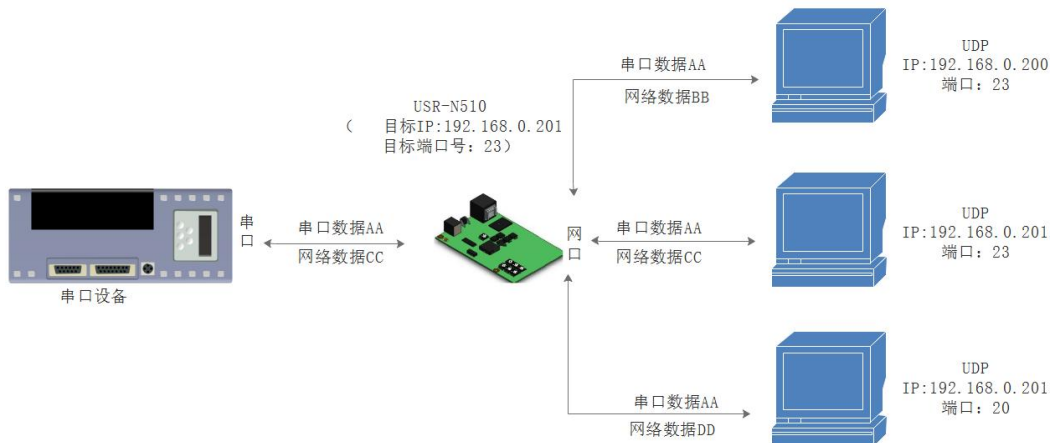 串口数据AA
网络数据BB
UDP
IP:192.168.0.200
端口：23
USR-N510
（ 目标IP:192.168.0.201
目标端口号：23）
串口
串口数据AA
网络数据CC
串口设备
网口
串口数据AA
网络数据CC
UDP
IP:192.168.0.201
端口：23
串口数据AA
网络数据DD
UDP
IP:192.168.0.201
端口：20